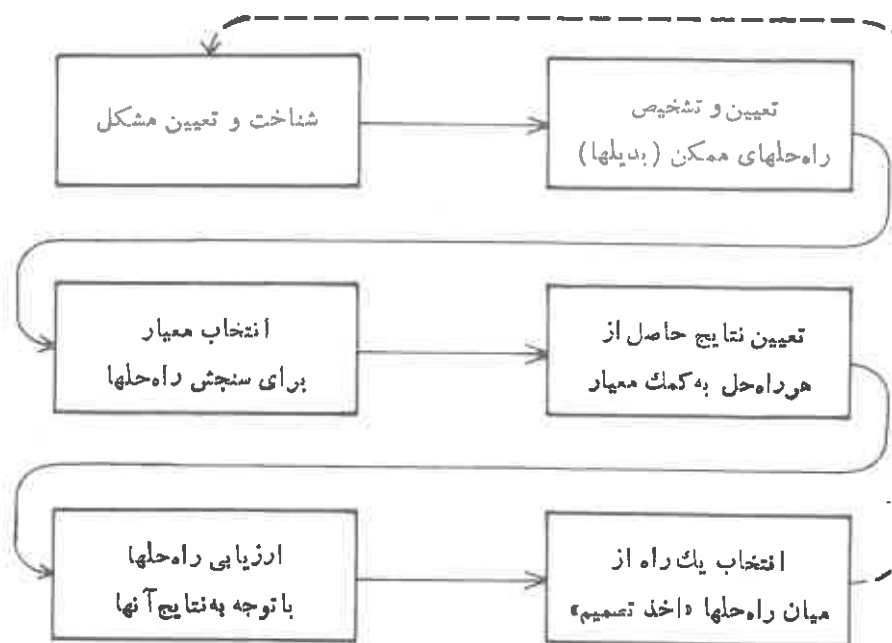 شناخت و تعیین مشکل
تعیین و تشخیص
راه‌حلهای ممکن (بدیلها)
انتخاب معیار
برای سنجش راه‌حلها
تعیین نتایج حاصل از
هر راه‌حل به کمك معیار
ارزیابی راه‌حلها
با توجه به نتایج آنها
انتخاب يك راه از
میان راه‌حلها «اخذ تصمیم»